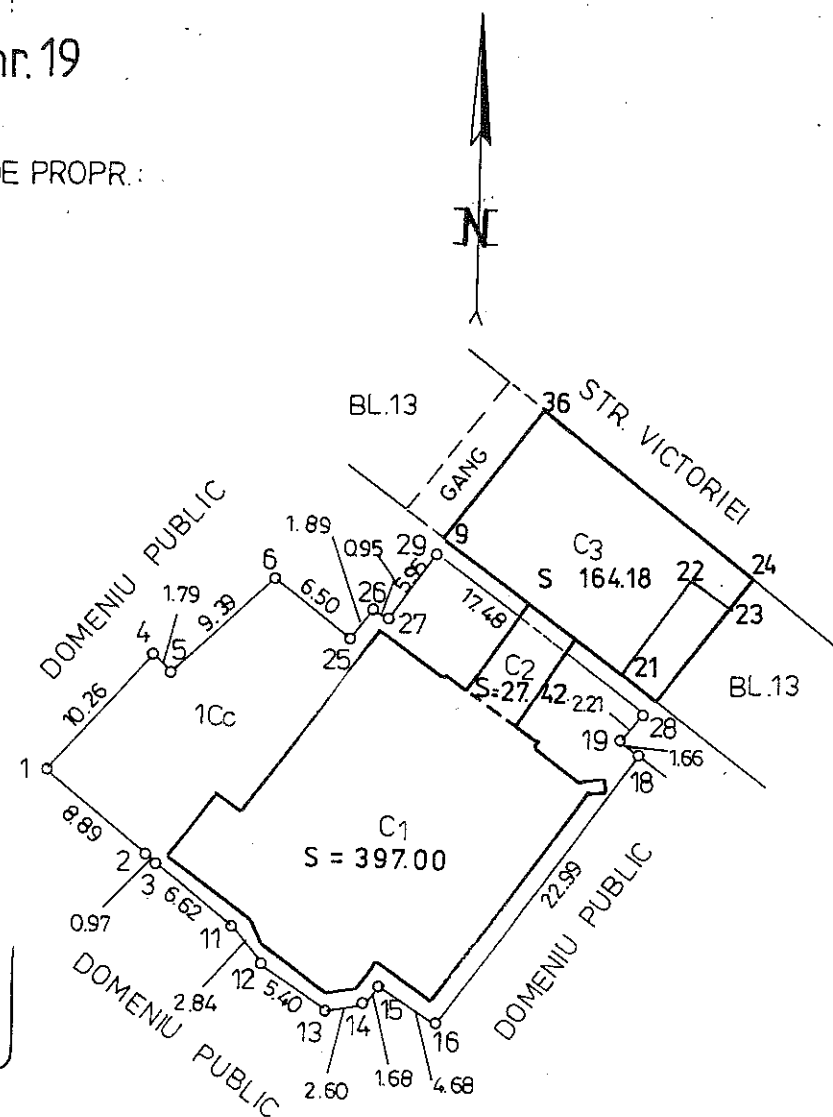 nr. 19
DE PROPR.:
N
BL.13
36
STR. VICTORIEI
GANG
9
C3
S 164.18
24
22
23
21
BL.13
DOMENIU PUBLIC
1.89
0.95
29
5.95
6
6.50
26
27
17.48
25
1.79
9.39
4
5
C2
S=27.42
2.21
28
19
1.66
18
10.26
1Cc
1
8.89
C1
S = 397.00
2
3
0.97
6.62
11
22.99
DOMENIU PUBLIC
12
2.84
5.40
DOMENIU PUBLIC
13
14
15
16
2.60
1.68
4.68